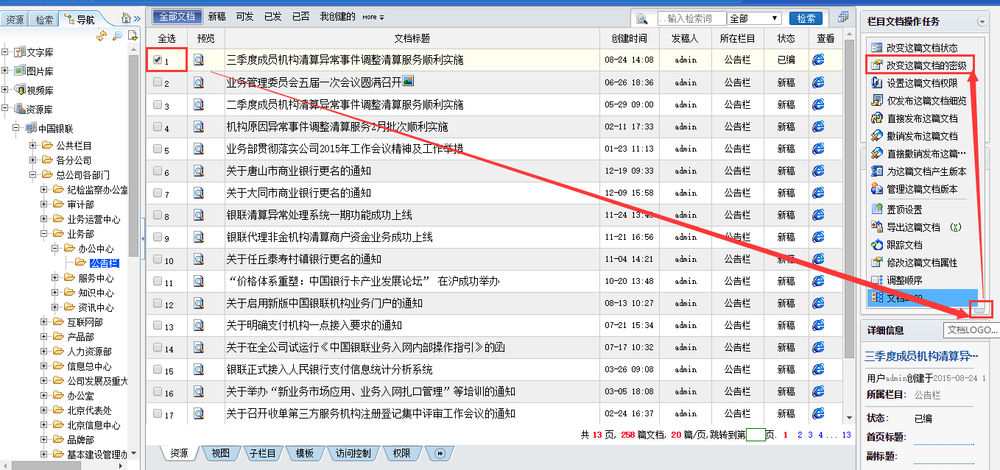 资源 检索 导航
文字库
图片库
视频库
资源库
中国银联
公共栏目
各分公司
总公司各部门
纪检监察办公室
审计部
业务运营中心
业务部
办公中心
公告栏
服务中心
知识中心
资讯中心
互联网部
产品部
人力资源部
信息总中心
公司发展及重大
办公室
北京代表处
北京信息中心
品牌部
基本建设管理办
全部文档 新稿 可发 已发 已否 我创建的 more
..输入检索词 全部 检索
全选 预览 文档标题 创建时间 发稿人 所在栏目 状态 查看
1 三季度成员机构清算异常事件调整清算服务顺利实施 08-24 14:08 admin 公告栏 已编
2 业务管理委员会五届一次会议圆满召开 06-26 18:36 admin 公告栏 新稿
3 二季度成员机构清算异常事件调整清算服务顺利实施 05-29 09:00 admin 公告栏 新稿
4 机构原因异常事件调整清算服务2月批次顺利实施 02-11 17:33 admin 公告栏 新稿
5 业务部贯彻落实公司2015年工作会议精神及工作举措 01-23 11:13 admin 公告栏 新稿
6 关于唐山市商业银行更名的通知 12-19 09:33 admin 公告栏 新稿
7 关于大同市商业银行更名的通知 12-09 15:58 admin 公告栏 新稿
8 银联清算异常处理系统一期功能成功上线 11-24 13:4 admin 公告栏 新稿
9 银联代理非金机构清算商户资金业务成功上线 11-21 16:56 admin 公告栏 新稿
10 关于任丘泰寿村镇银行更名的通知 11-04 14:21 admin 公告栏 新稿
11 “价格体系重塑：中国银行卡产业发展论坛” 在沪成功举办 10-20 13:48 admin 公告栏 新稿
12 关于启用新版中国银联机构业务门户的通知 08-13 10:27 admin 公告栏 新稿
13 关于明确支付机构一点接入要求的通知 07-21 15:34 admin 公告栏 新稿
14 关于在全公司试运行《中国银联业务入网内部操作指引》的函 07-17 10:32 admin 公告栏 新稿
15 银联正式接入人民银行支付信息统计分析系统 03-26 09:08 admin 公告栏 新稿
16 关于举办“新业务市场应用、业务入网扎口管理”等培训的通知 03-05 18:08 admin 公告栏 新稿
17 关于召开收单第三方服务机构注册登记集中评审工作会议的通知 02-24 16:37 admin 公告栏 新稿
共 13 页, 258 篇文档, 20 篇/页,跳转到第 页. 1 2 3 4 ... 13
资源 视图 子栏目 模板 访问控制 权限
栏目文档操作任务
改变这篇文档状态
改变这篇文档的密级
设置这篇文档权限
仅发布这篇文档细览
直接发布这篇文档
撤销发布这篇文档
直接撤销发布这篇…
为这篇文档产生版本
管理这篇文档版本
置顶设置
导出这篇文档 (X)
跟踪文档
修改这篇文档属性
调整顺序
文档
文档LOGO...
详细信息
三季度成员机构清算异…
用户admin创建于2015-08-24 1
所属栏目: 公告栏
状态: 已编
首页标题:
副标题: